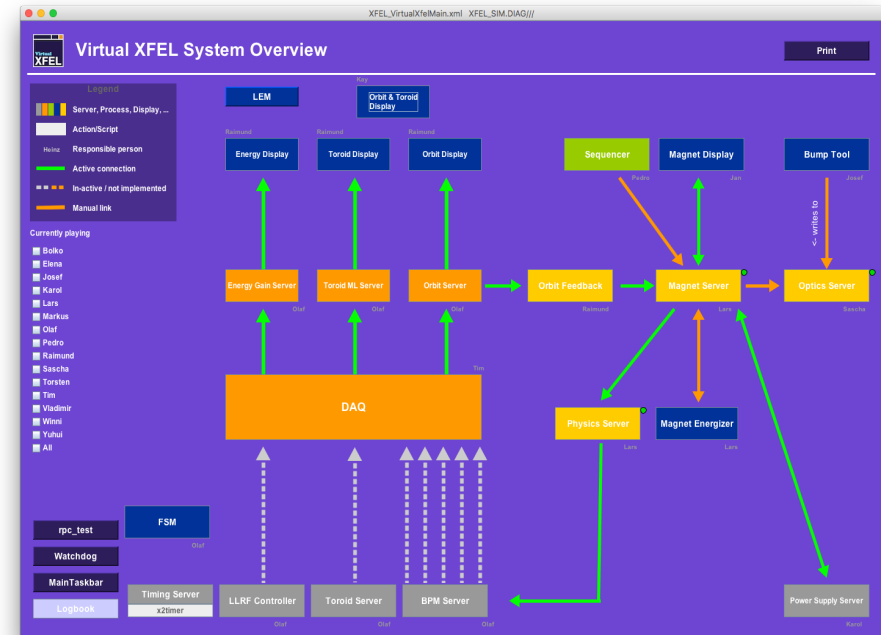 XFEL_VirtualXfelMain.xml XFEL_SIM.DIAG///
Virtual
XFEL
Virtual XFEL System Overview
Print
Legend
Server, Process, Display, ...
Action/Script
Heinz Responsible person
Active connection
In-active / not implemented
Manual link
Key
LEM
Orbit & Toroid
Display
Raimund Raimund Raimund
Energy Display Toroid Display Orbit Display Sequencer Magnet Display Bump Tool
Pedro Jan Josef
<- writes to
Currently playing
Bolko
Elena
Josef
Karol
Lars
Markus
Olaf
Pedro
Raimund
Sascha
Torsten
Tim
Vladimir
Winni
Yuhui
All
Energy Gain Server Toroid ML Server Orbit Server Orbit Feedback Magnet Server Optics Server
Olaf Olaf Olaf Raimund Lars Sascha
Tim
DAQ
Physics Server Magnet Energizer
Lars Lars
FSM
Olaf
rpc_test
Watchdog
MainTaskbar
Logbook
Timing Server
x2timer
LLRF Controller Toroid Server BPM Server Power Supply Server
Olaf Olaf Olaf Karol